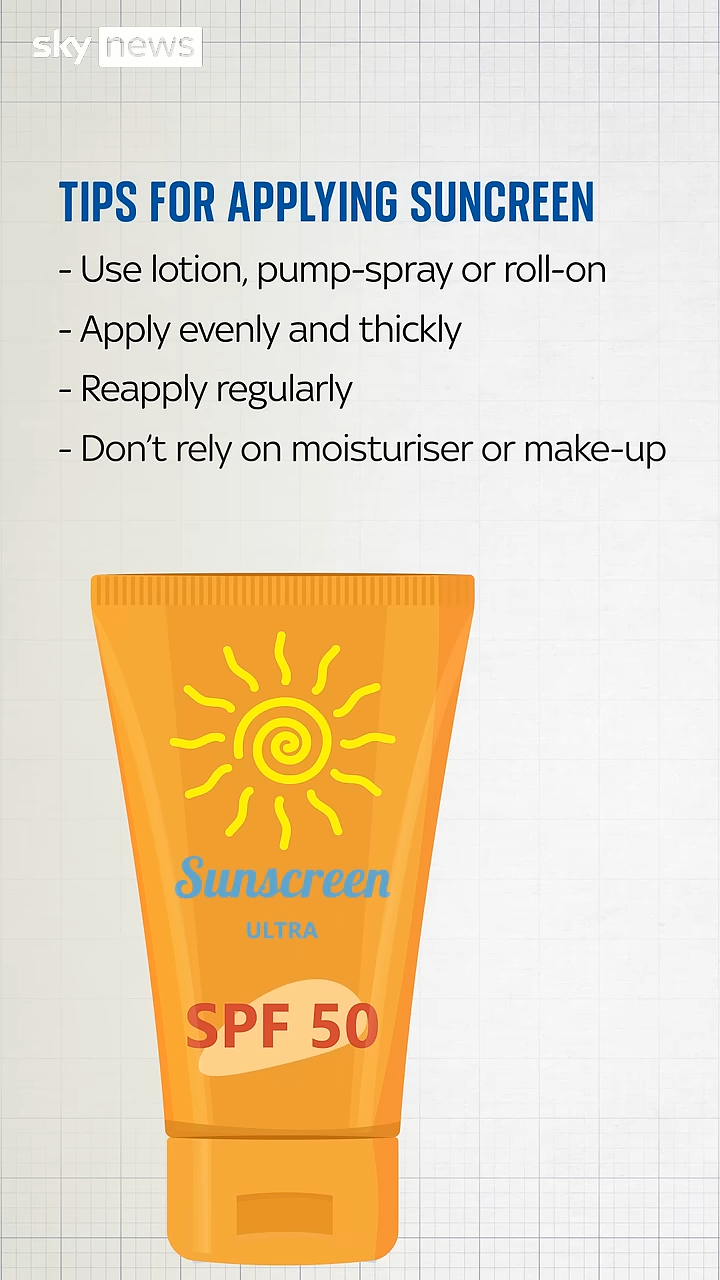 sky news
TIPS FOR APPLYING SUNCREEN
- Use lotion, pump-spray or roll-on
- Apply evenly and thickly
- Reapply regularly
- Don’t rely on moisturiser or make-up
Sunscreen
ULTRA
SPF 50